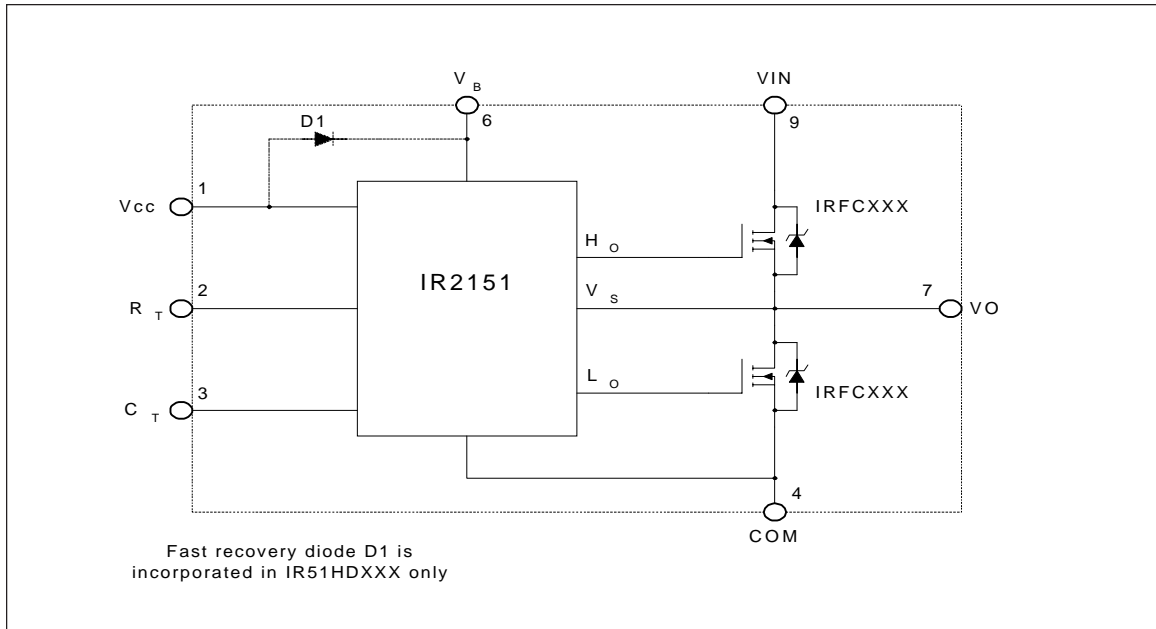 V B
VIN
D1
6
9
1
Vcc
IRFCXXX
H O
IR2151
2
V S
7
R T
VO
L O
IRFCXXX
3
C T
4
COM
Fast recovery diode D1 is
incorporated in IR51HDXXX only